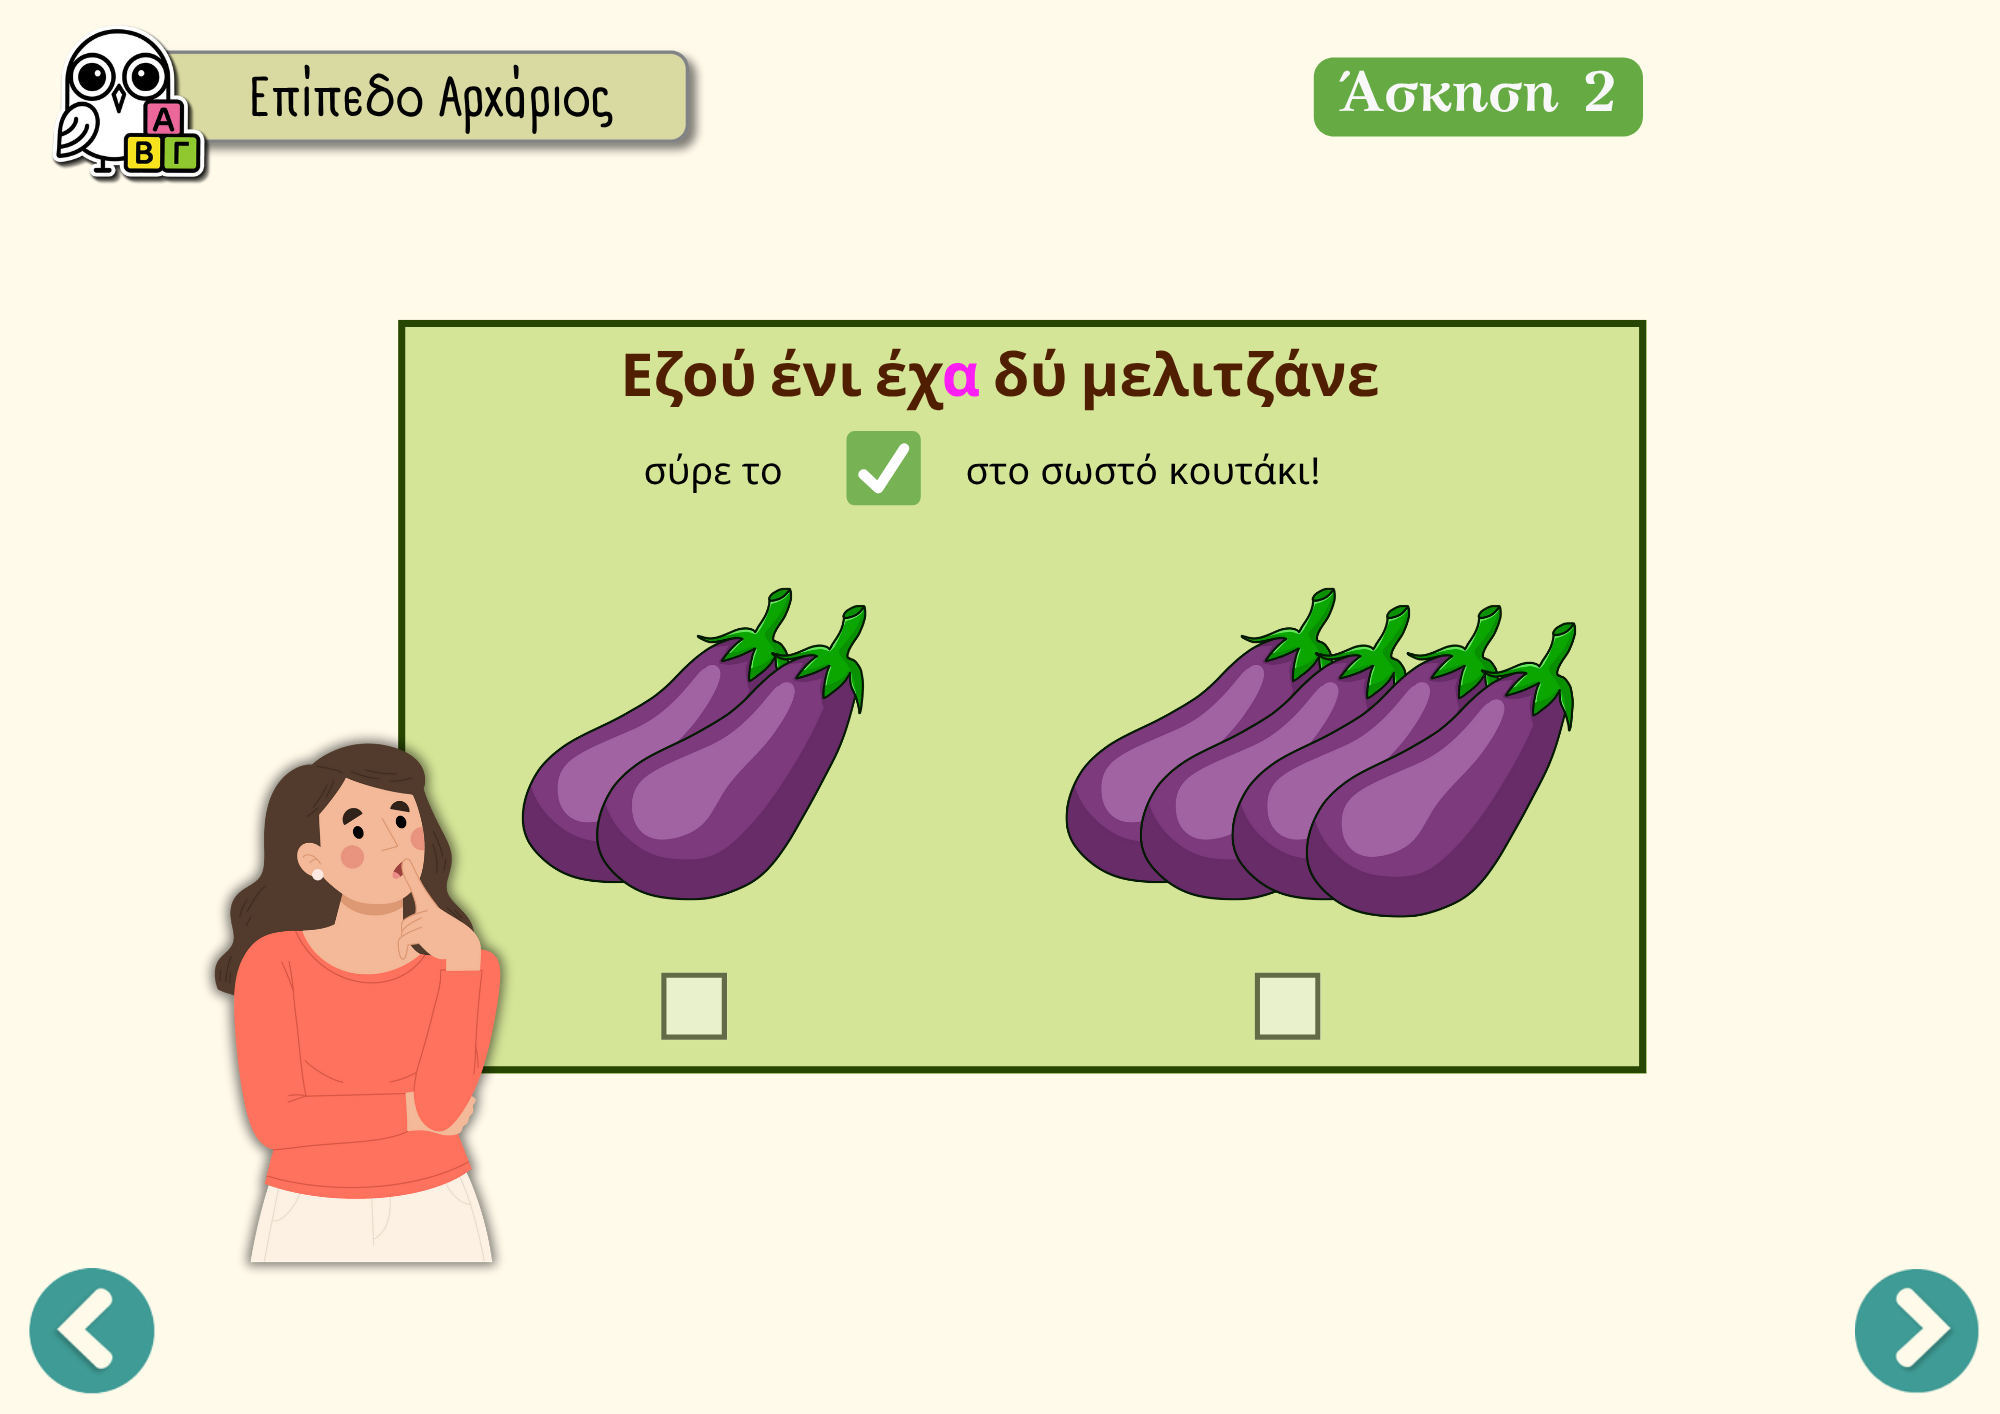 Επίπεδο Αρχάριος
Α
Β Γ
Άσκηση 2
Εζού ένι έχα δύ μελιτζάνε
σύρε το στο σωστό κουτάκι!